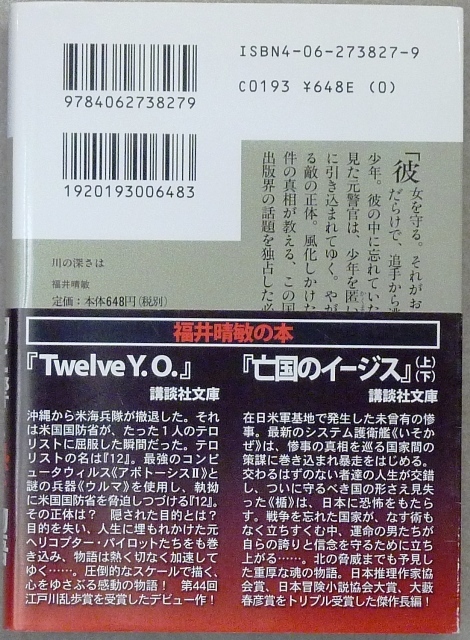 ISBN4-06-273827-9
C0193 ¥648E (0)
9784062738279
1920193006483
「彼女を守る。それがお
だらけで、追手から逃
少年。彼の中に忘れていた
見た元警官は、少年を匿い
に引き込まれてゆく。やが
る敵の正体。風化しかけた
件の真相が教える、この国
出版界の話題を独占した必
川の深さは
福井晴敏
定価:本体648円(税別)
福井晴敏の本
『Twelve Y. O.』
講談社文庫
沖縄から米海兵隊が撤退した。それ
は米国国防省が、たった1人のテロ
リストに屈服した瞬間だった。テロ
リストの名は『12』。最強のコンピ
ュータウィルス《アポトーシスⅡ》と
謎の兵器《ウルマ》を使用し、執拗
に米国国防省を脅迫しつづける『12』。
その正体は? 隠された目的とは?
目的を失い、人生に埋もれかけた元
ヘリコプター・パイロットたちをも巻
き込み、物語は熱く切なく加速して
ゆく……。圧倒的なスケールで描く、
心をゆさぶる感動の物語! 第44回
江戸川乱歩賞を受賞したデビュー作!
『亡国のイージス』(上・下)
講談社文庫
在日米軍基地で発生した未曾有の惨
事。最新のシステム護衛艦《いそか
ぜ》は、惨事の真相を巡る国家間の
策謀に巻き込まれ暴走をはじめる。
交わるはずのない者達の人生が交錯
し、ついに守るべき国の形さえ見失
った《楯》は、日本に恐怖をもたら
す。戦争を忘れた国家が、なす術も
なく立ちすくむ中、運命の男たちが
自らの誇りと信念を守るために立ち
上がる……。北の脅威までも予見し
た重厚な魂の物語。日本推理作家協
会賞、日本冒険小説協会大賞、大藪
春彦賞をトリプル受賞した傑作長編!